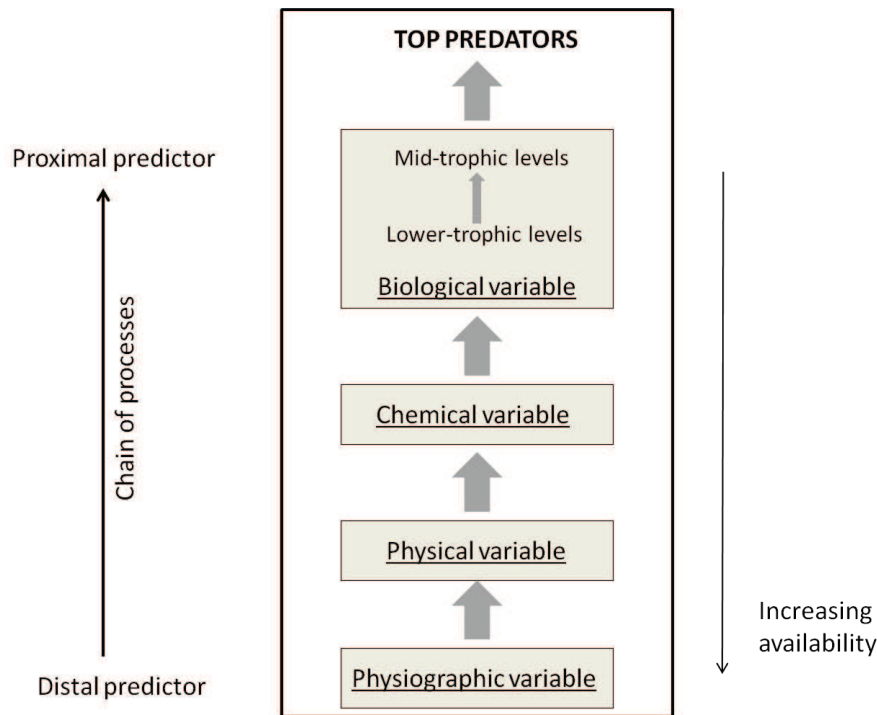 TOP PREDATORS
Proximal predictor
Mid-trophic levels
Lower-trophic levels
Biological variable
Chain of processes
Chemical variable
Physical variable
Increasing
availability
Distal predictor
Physiographic variable